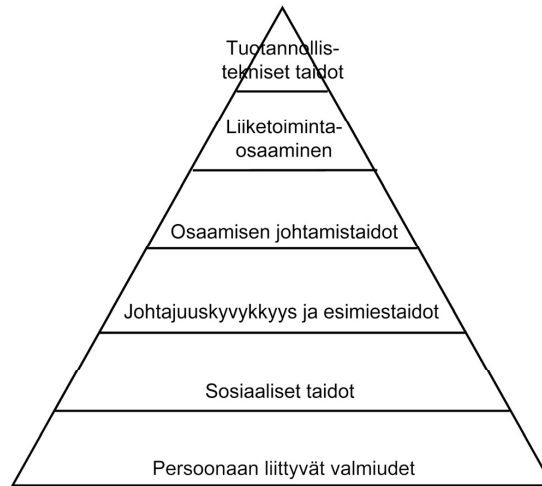 Tuotannollis-
tekniset taidot
Liiketoiminta-
osaaminen
Osaamisen johtamistaidot
Johtajuuskyvykkyys ja esimiestaidot
Sosiaaliset taidot
Persoonaan liittyvät valmiudet